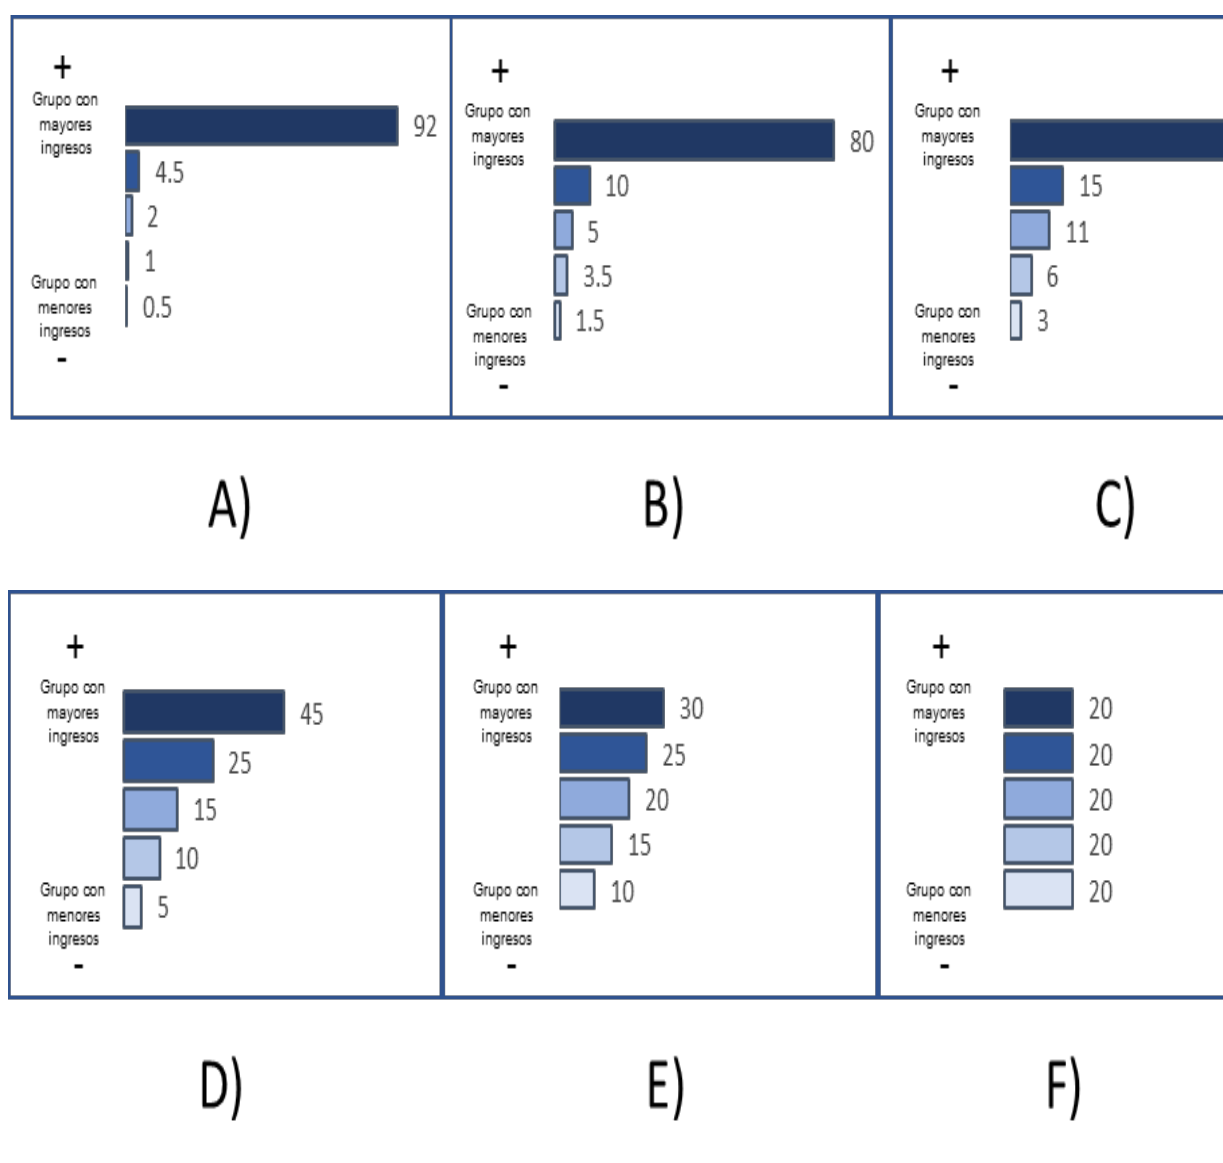 +
Grupo con
mayores
ingresos
92
4.5
2
1
0.5
Grupo con
menores
ingresos
-
+
Grupo con
mayores
ingresos
80
10
5
3.5
1.5
Grupo con
menores
ingresos
-
+
Grupo con
mayores
ingresos
15
11
6
3
Grupo con
menores
ingresos
-
A)
B)
C)
+
Grupo con
mayores
ingresos
45
25
15
10
5
Grupo con
menores
ingresos
-
+
Grupo con
mayores
ingresos
30
25
20
15
10
Grupo con
menores
ingresos
-
+
Grupo con
mayores
ingresos
20
20
20
20
20
Grupo con
menores
ingresos
-
D)
E)
F)